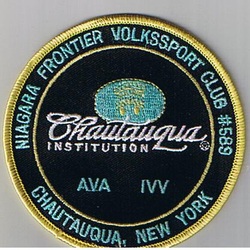 NIAGARA FRONTIER VOLKSSPORT CLUB #589
Chautauqua®
INSTITUTION
AVA IVV
CHAUTAUQUA, NEW YORK